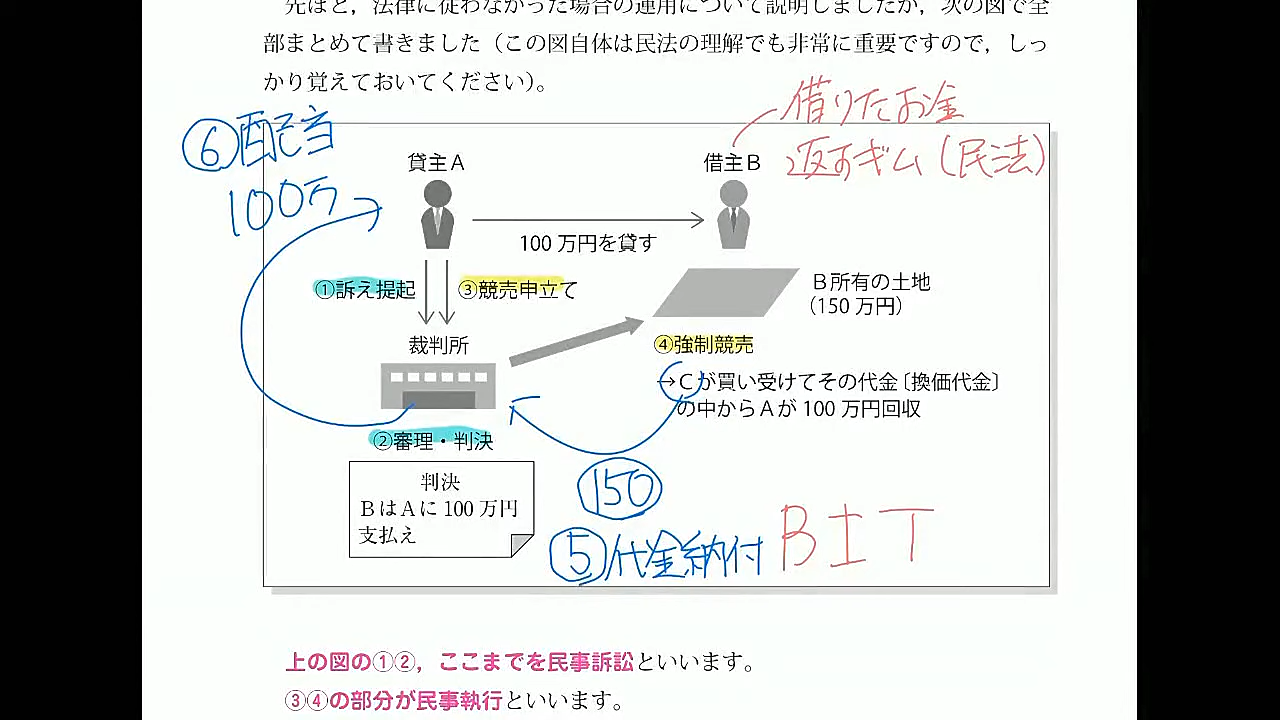 先ほど，法律に従わなかった場合の運用について説明しましたが，次の図で全
部まとめて書きました（この図自体は民法の理解でも非常に重要ですので，しっ
かり覚えておいてください）。
⑥配当
100万
借りたお金
返すギム(民法)
貸主A
借主B
100万円を貸す
①訴え提起
③競売申立て
B所有の土地
（150万円）
裁判所
④強制競売
→Cが買い受けてその代金〔換価代金〕
の中からAが100万円回収
②審理・判決
判決
BはAに100万円
支払え
150
⑤代金納付
BIT
上の図の①②，ここまでを民事訴訟といいます。
③④の部分が民事執行といいます。